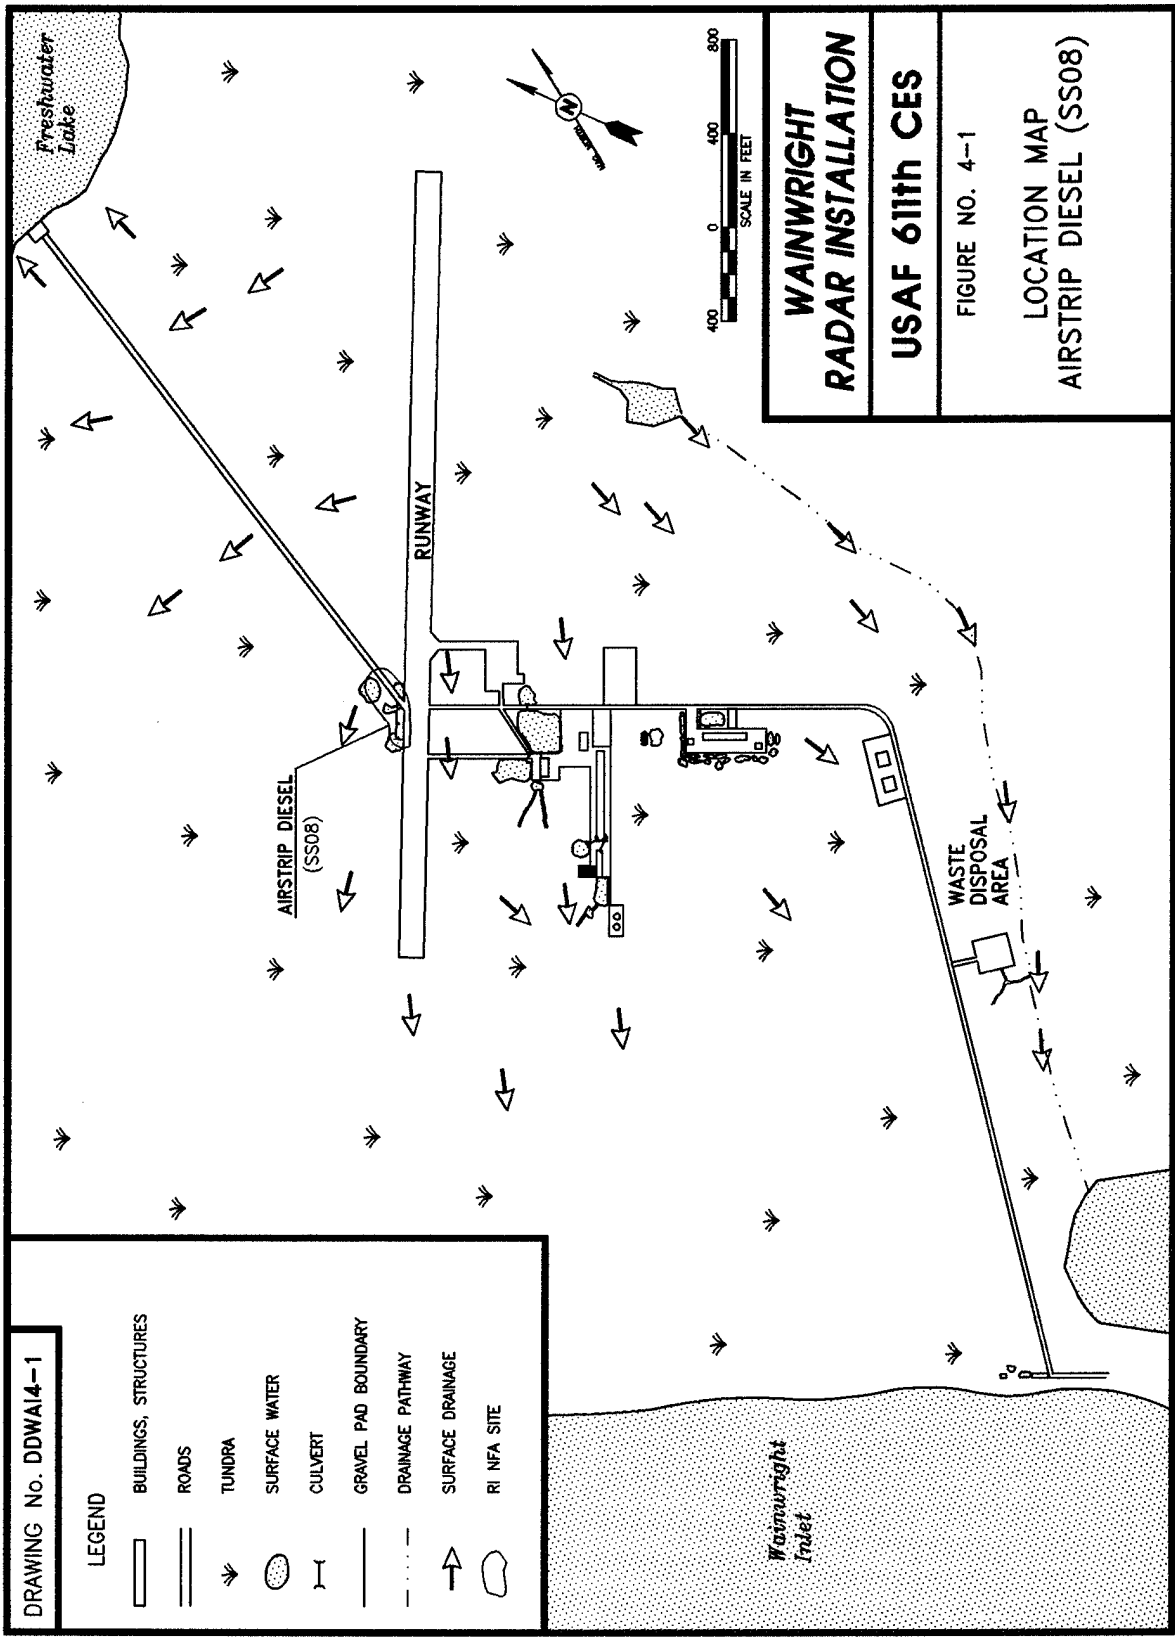 DRAWING No. DDWAI4-1
LEGEND
BUILDINGS, STRUCTURES
ROADS
TUNDRA
SURFACE WATER
CULVERT
GRAVEL PAD BOUNDARY
DRAINAGE PATHWAY
SURFACE DRAINAGE
RI NFA SITE
Freshwater
Lake
RUNWAY
AIRSTRIP DIESEL
(SS08)
WASTE
DISPOSAL
AREA
Wainwright
Inlet
N
MAG. NORTH
400 0 400 800
SCALE IN FEET
WAINWRIGHT
RADAR INSTALLATION
USAF 611th CES
FIGURE NO. 4-1
LOCATION MAP
AIRSTRIP DIESEL (SS08)